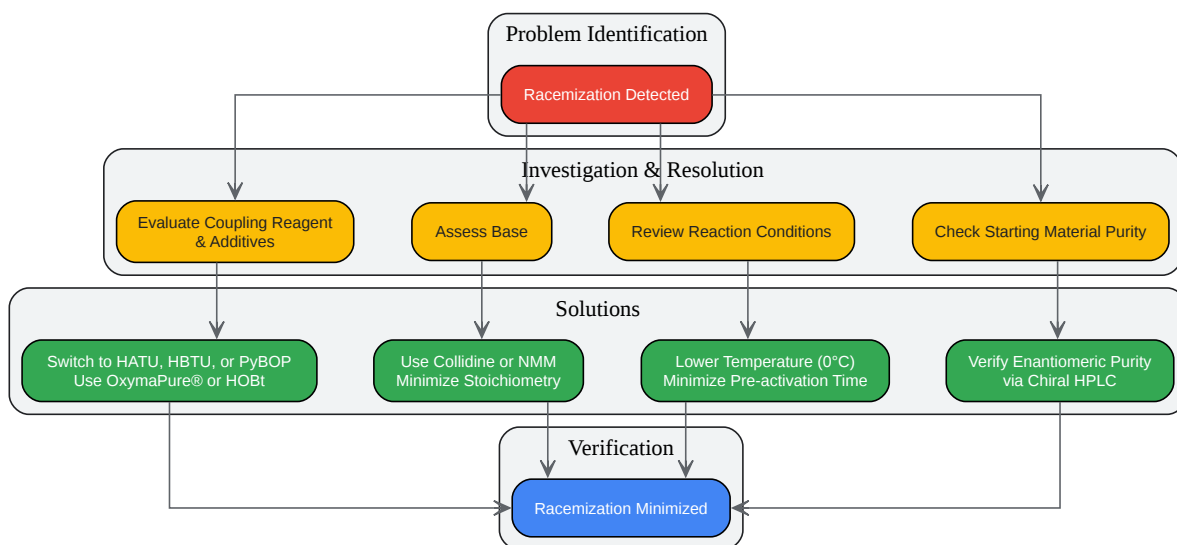 Problem Identification
Racemization Detected
Investigation & Resolution
Evaluate Coupling Reagent
& Additives
Assess Base
Review Reaction Conditions
Check Starting Material Purity
Solutions
Switch to HATU, HBTU, or PyBOP
Use OxymaPure® or HOBt
Use Collidine or NMM
Minimize Stoichiometry
Lower Temperature (0°C)
Minimize Pre-activation Time
Verify Enantiomeric Purity
via Chiral HPLC
Verification
Racemization Minimized